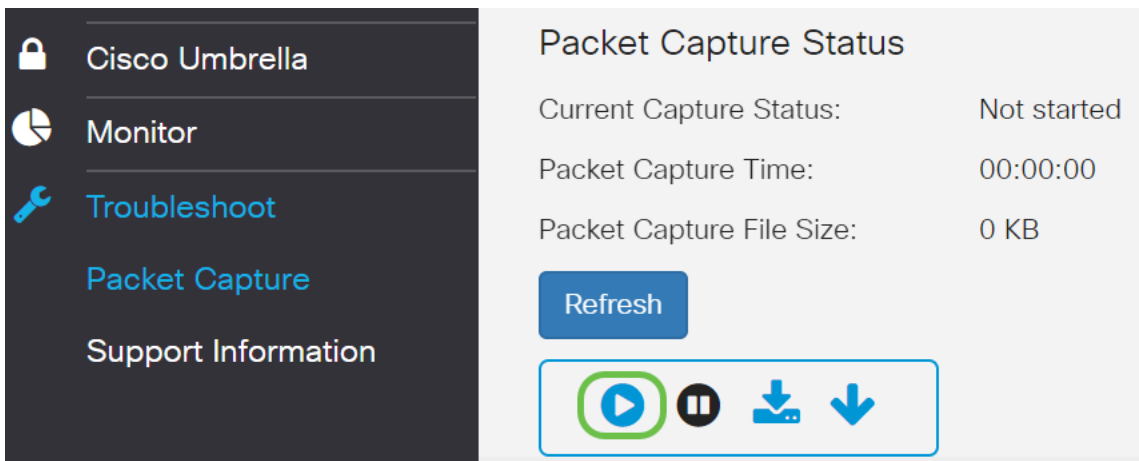 Cisco Umbrella
Monitor
Troubleshoot
Packet Capture
Support Information
Packet Capture Status
Current Capture Status: Not started
Packet Capture Time: 00:00:00
Packet Capture File Size: 0 KB
Refresh